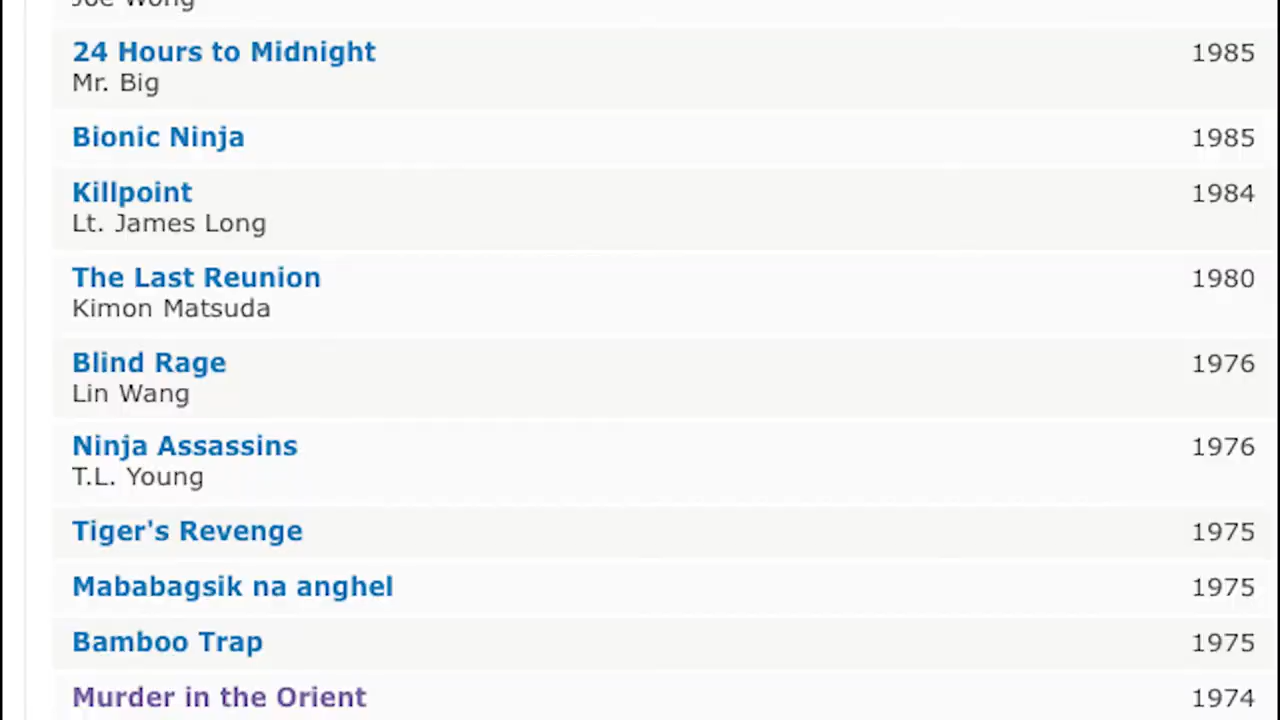 Joe Wong
24 Hours to Midnight 1985
Mr. Big
Bionic Ninja 1985
Killpoint 1984
Lt. James Long
The Last Reunion 1980
Kimon Matsuda
Blind Rage 1976
Lin Wang
Ninja Assassins 1976
T.L. Young
Tiger's Revenge 1975
Mababagsik na anghel 1975
Bamboo Trap 1975
Murder in the Orient 1974